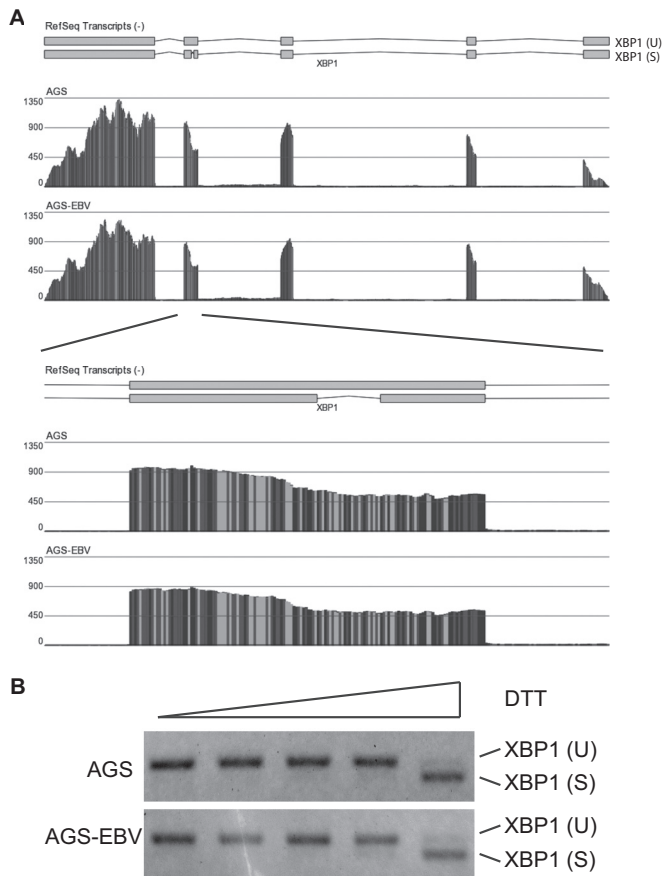 A
RefSeq Transcripts (-)
XBP1 (U)
XBP1 (S)
XBP1
AGS
1350
900
450
0
AGS-EBV
1350
900
450
0
RefSeq Transcripts (-)
XBP1
AGS
1350
900
450
0
AGS-EBV
1350
900
450
0
B
DTT
AGS
XBP1 (U)
XBP1 (S)
AGS-EBV
XBP1 (U)
XBP1 (S)